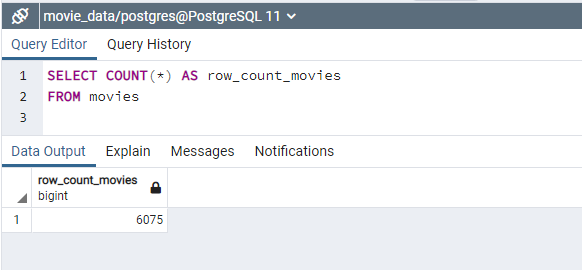 movie_data/postgres@PostgreSQL 11
Query Editor Query History
1 SELECT COUNT(*) AS row_count_movies
2 FROM movies
3
Data Output Explain Messages Notifications
row_count_movies
bigint
1 6075